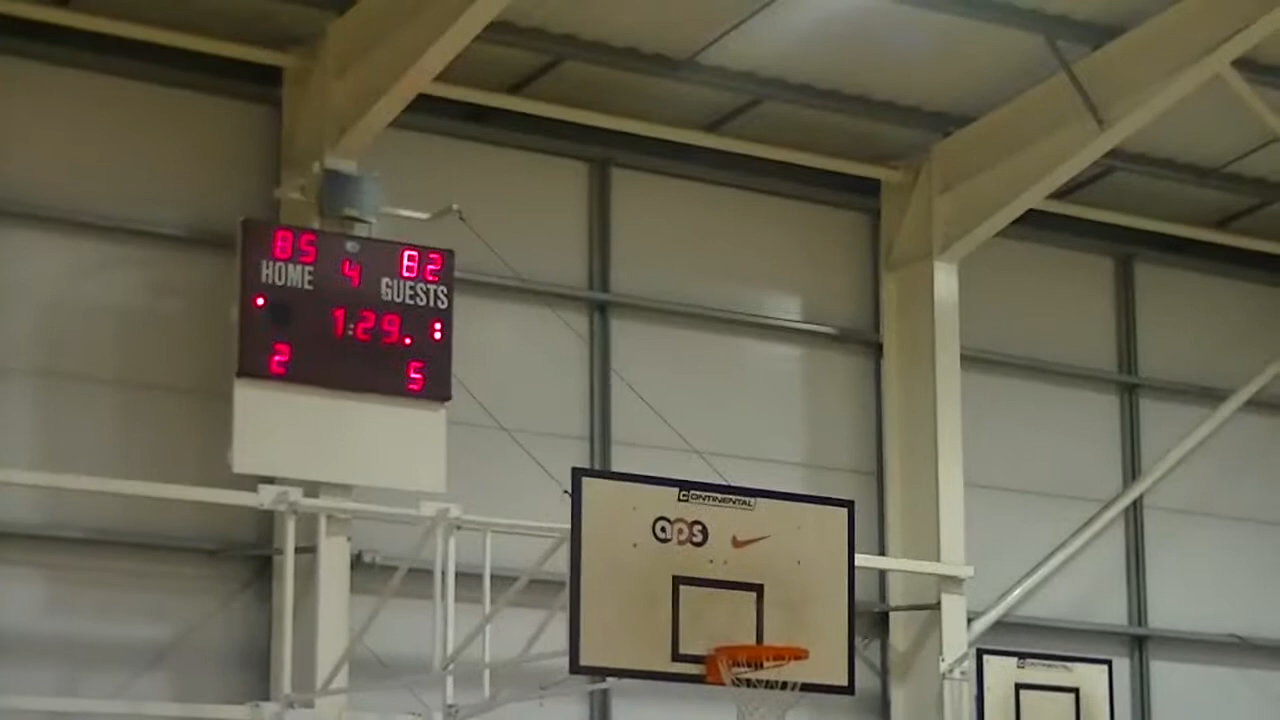 85 82
HOME 4 GUESTS
1:29. :
2 5
CONTINENTAL
aps
CONTINENTAL